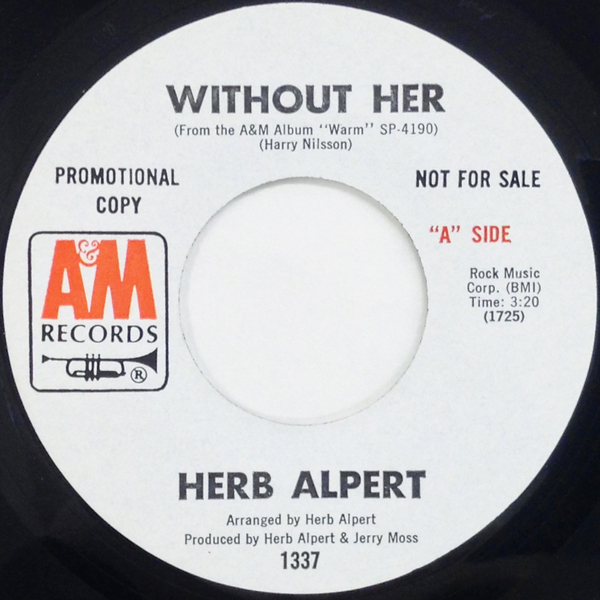 WITHOUT HER
(From the A&M Album "Warm" SP-4190)
(Harry Nilsson)
PROMOTIONAL
COPY
NOT FOR SALE
"A" SIDE
A&M
RECORDS
®
Rock Music
Corp. (BMI)
Time: 3:20
(1725)
HERB ALPERT
Arranged by Herb Alpert
Produced by Herb Alpert & Jerry Moss
1337